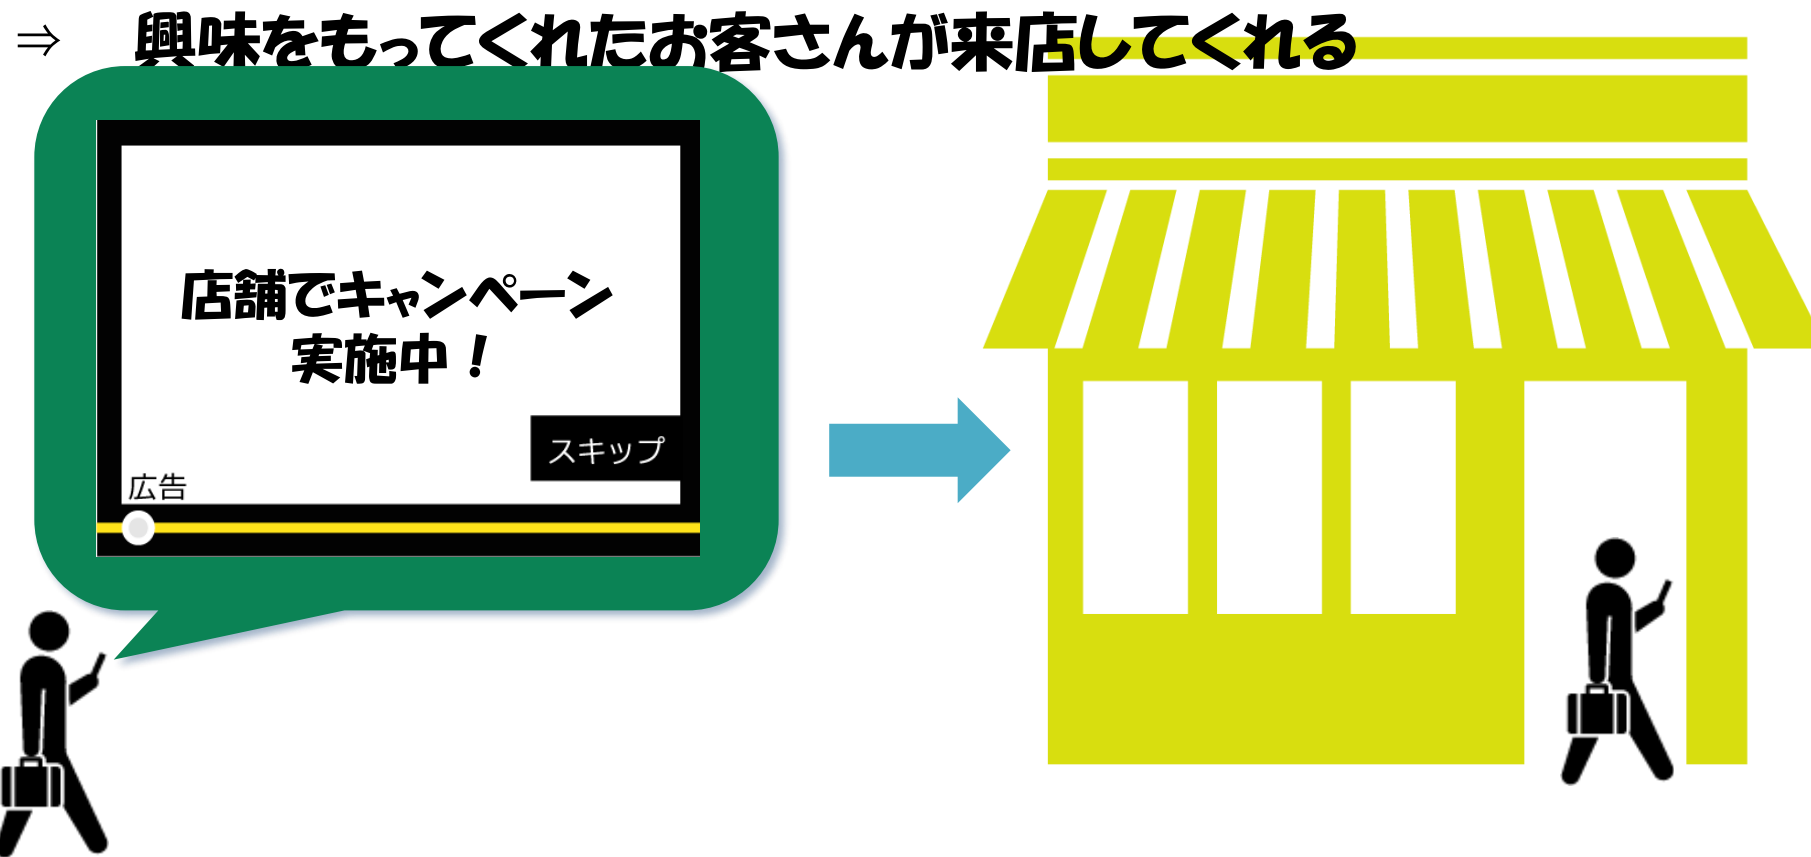 ⇒ 興味をもってくれたお客さんが来店してくれる
店舗でキャンペーン
実施中！
スキップ
広告